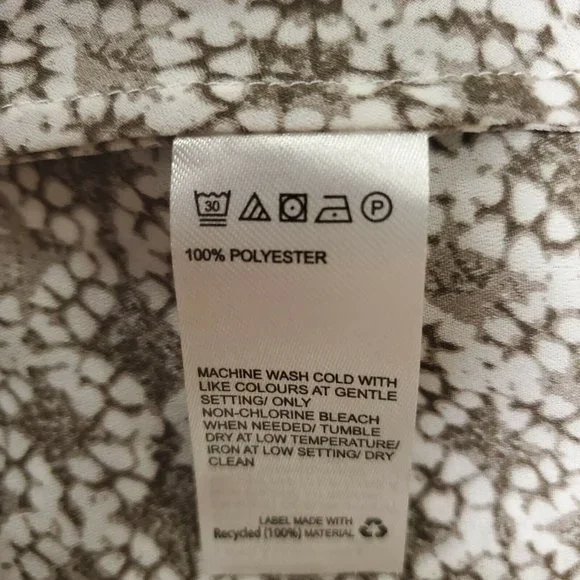 30 P
100% POLYESTER
MACHINE WASH COLD WITH
LIKE COLOURS AT GENTLE
SETTING/ ONLY
NON-CHLORINE BLEACH
WHEN NEEDED/ TUMBLE
DRY AT LOW TEMPERATURE/
IRON AT LOW SETTING/ DRY
CLEAN
LABEL MADE WITH
Recycled (100%) MATERIAL